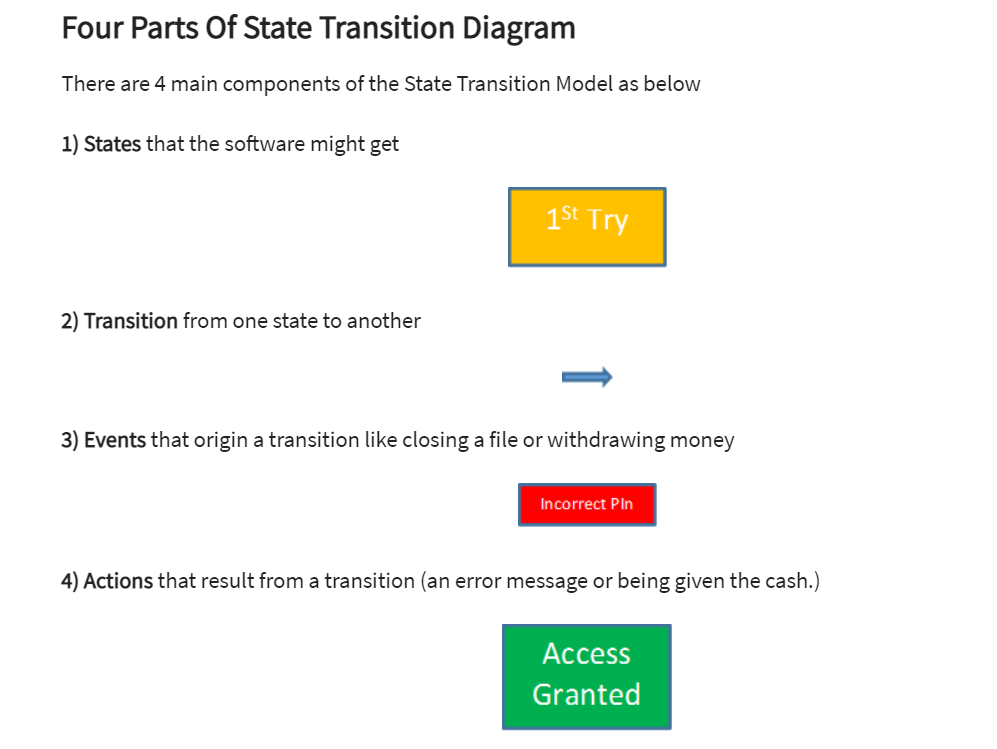 Four Parts Of State Transition Diagram
There are 4 main components of the State Transition Model as below
1) States that the software might get
1St Try
2) Transition from one state to another
3) Events that origin a transition like closing a file or withdrawing money
Incorrect PIn
4) Actions that result from a transition (an error message or being given the cash.)
Access
Granted